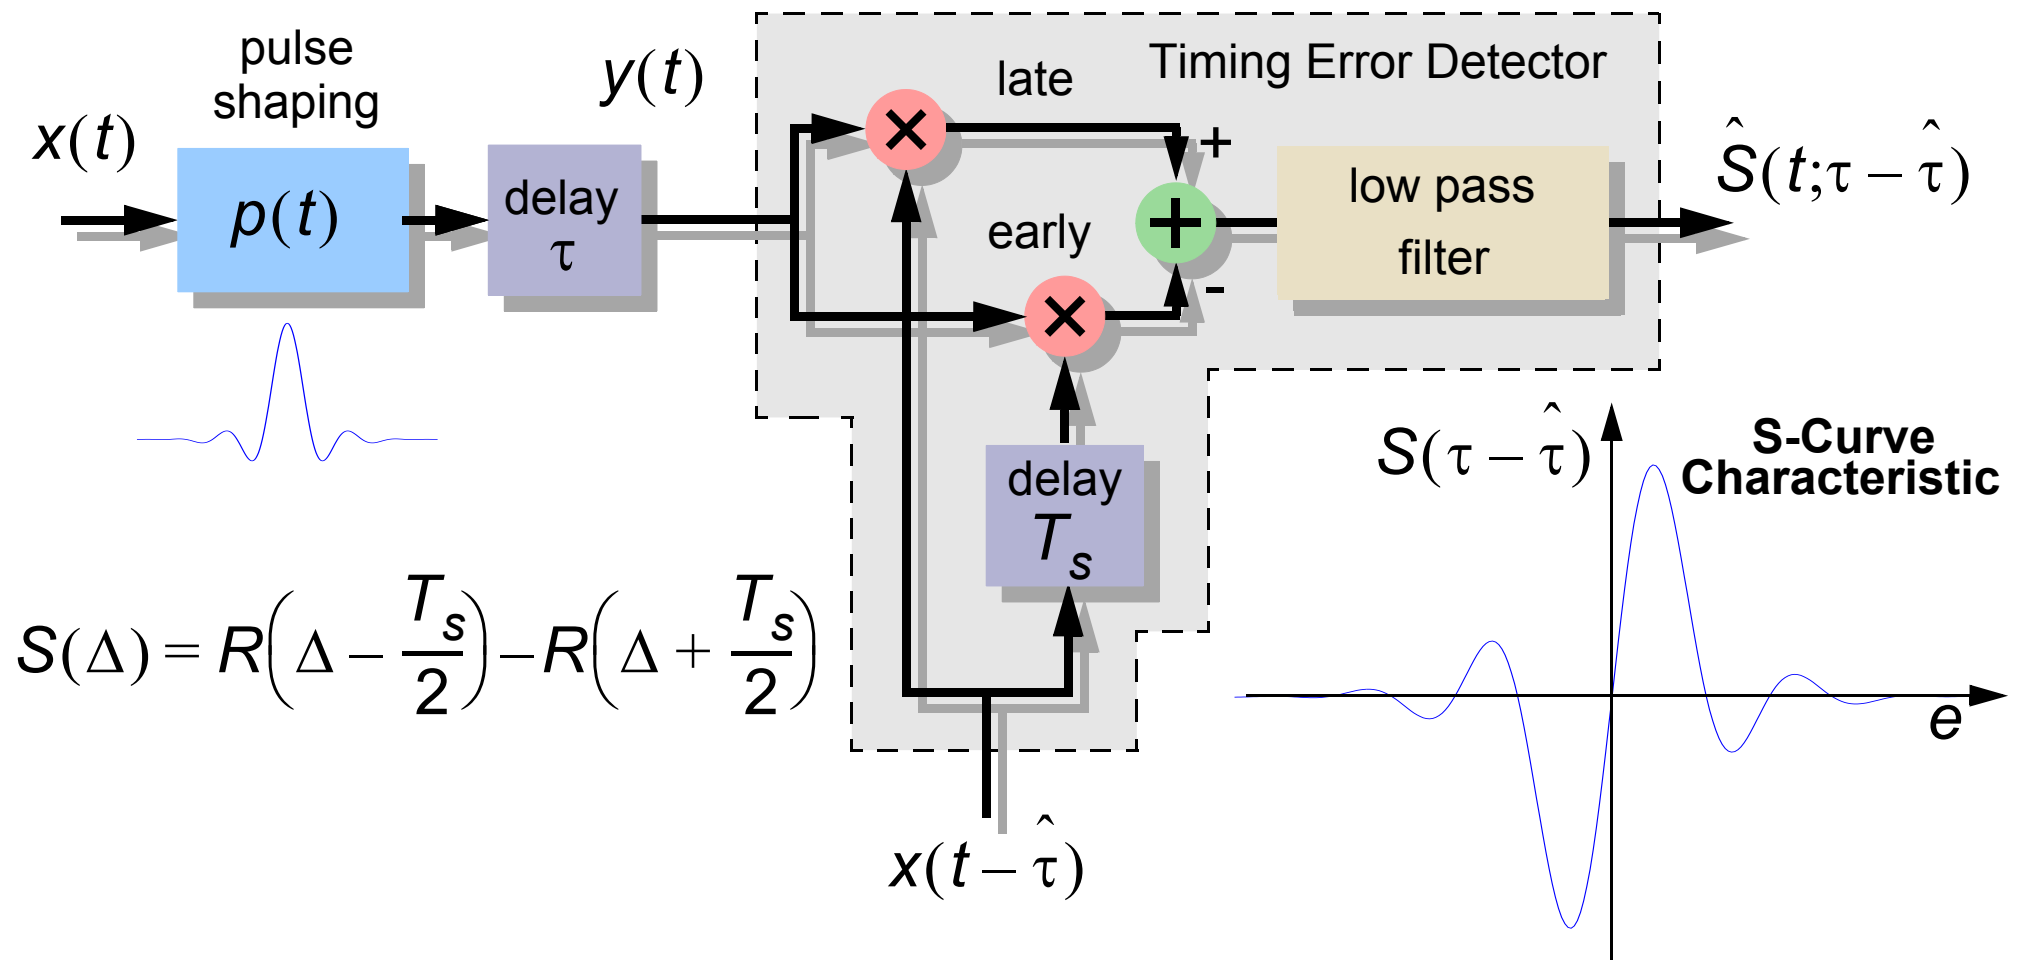 pulse
shaping
x(t)
p(t)
delay
τ
y(t)
Timing Error Detector
late
×
+
early
+
-
×
low pass
filter
Ŝ(t;τ – τ̂)
delay
T_s
x(t – τ̂)
S(Δ) = R(Δ – T_s/2) – R(Δ + T_s/2)
S(τ – τ̂)
S-Curve
Characteristic
e